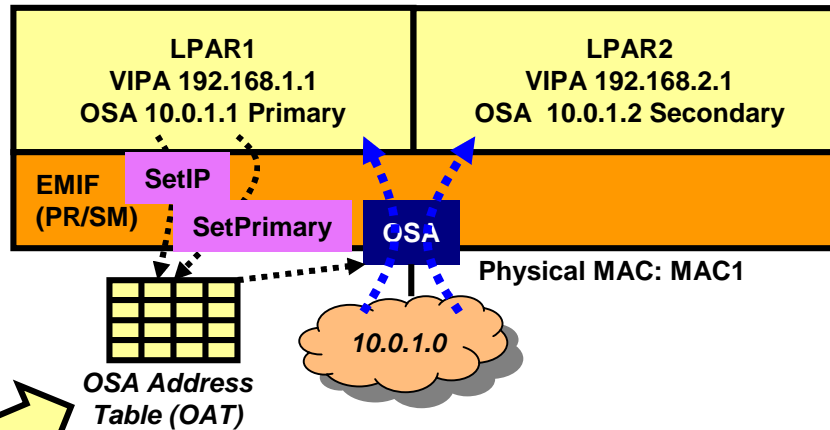 LPAR1
VIPA 192.168.1.1
OSA 10.0.1.1 Primary
LPAR2
VIPA 192.168.2.1
OSA  10.0.1.2 Secondary
EMIF
(PR/SM)
SetIP
SetPrimary
OSA
Physical MAC: MAC1
10.0.1.0
OSA Address
Table (OAT)